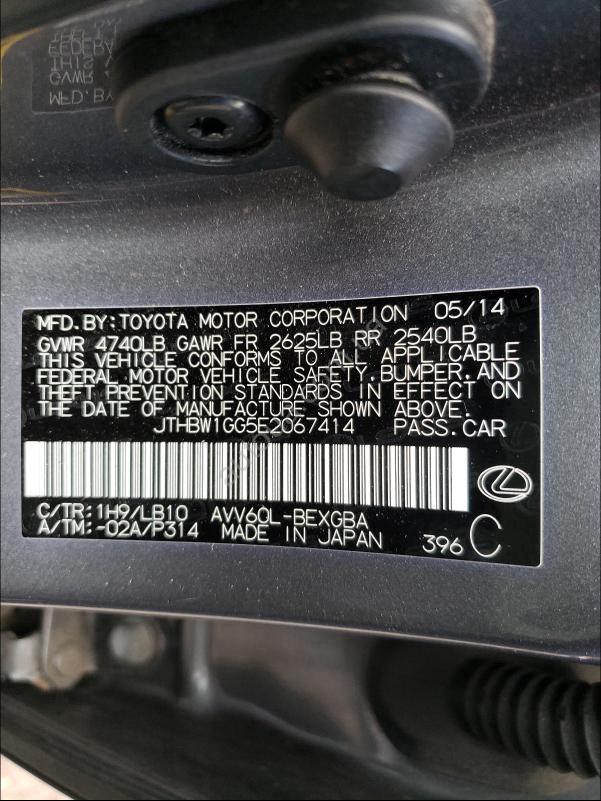 MFD.BY:TOYOTA MOTOR CORPORATION 05/14
GVWR 4740LB GAWR FR 2625LB RR 2540LB
THIS VEHICLE CONFORMS TO ALL APPLICABLE
FEDERAL MOTOR VEHICLE SAFETY,BUMPER,AND
THEFT PREVENTION STANDARDS IN EFFECT ON
THE DATE OF MANUFACTURE SHOWN ABOVE.
JTHBW1GG5E2067414 PASS.CAR
C/TR:1H9/LB10 AVV60L-BEXGBA
A/TM:-02A/P314 MADE IN JAPAN 396 C